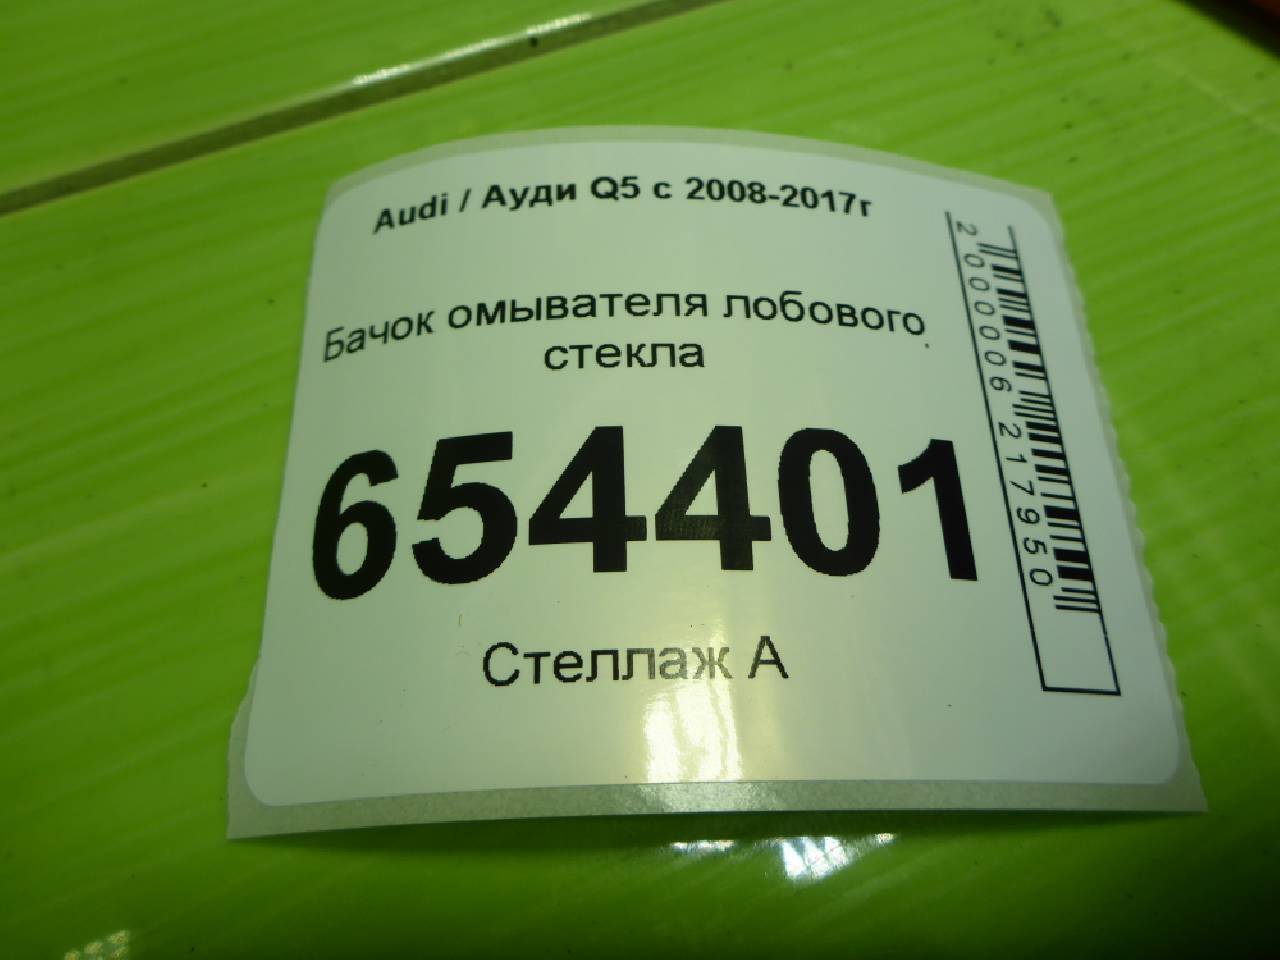 Audi / Ауди Q5 с 2008-2017г
Бачок омывателя лобового
стекла
654401
Стеллаж А
2000006217950